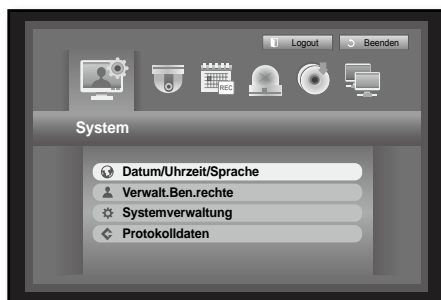 Logout
Beenden
REC
System
Datum/Uhrzeit/Sprache
Verwalt.Ben.rechte
Systemverwaltung
Protokolldaten